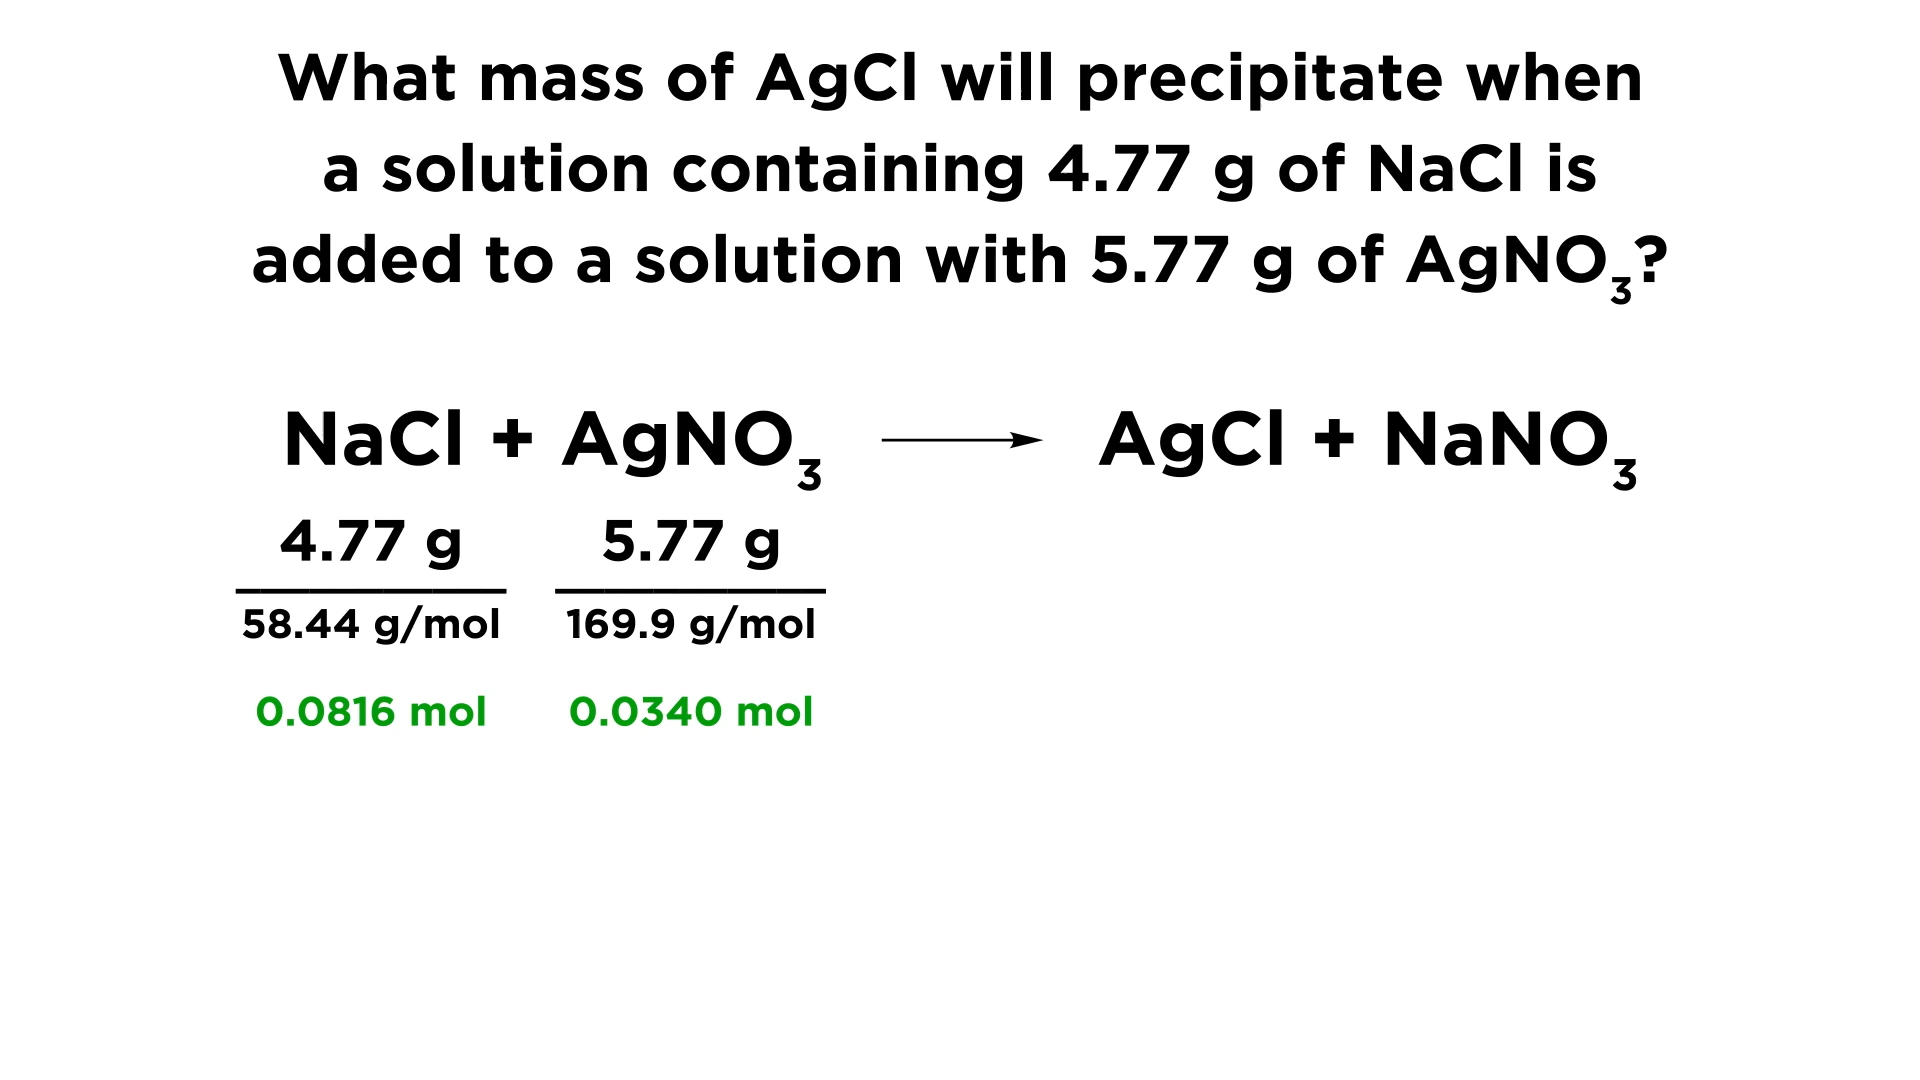 What mass of AgCl will precipitate when
a solution containing 4.77 g of NaCl is
added to a solution with 5.77 g of AgNO₃?
NaCl + AgNO₃ ⟶ AgCl + NaNO₃
4.77 g 5.77 g
58.44 g/mol 169.9 g/mol
0.0816 mol 0.0340 mol